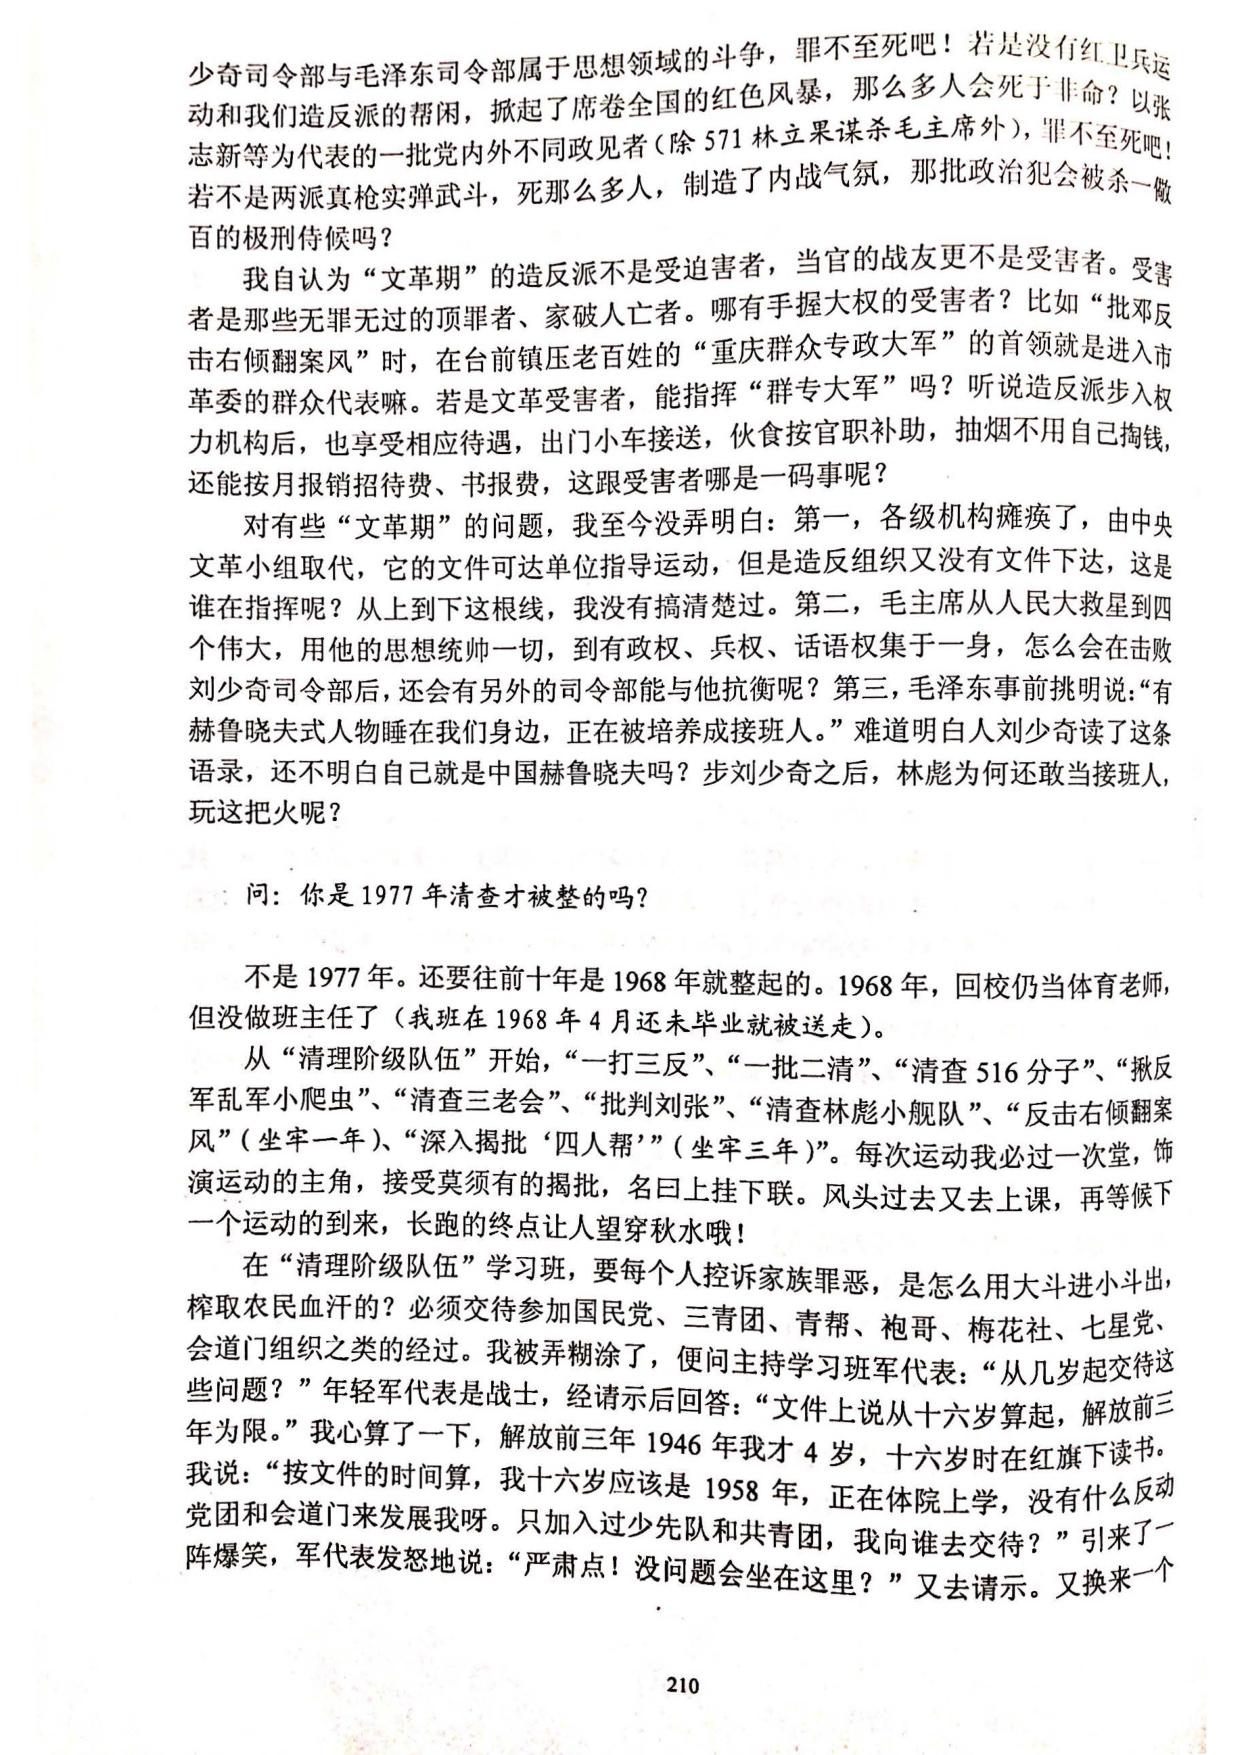 少奇司令部与毛泽东司令部属于思想领域的斗争，罪不至死吧！若是没有红卫兵运
动和我们造反派的帮闲，掀起了席卷全国的红色风暴，那么多人会死于非命？以张
志新等为代表的一批党内外不同政见者（除571林立果谋杀毛主席外），罪不至死吧！
若不是两派真枪实弹武斗，死那么多人，制造了内战气氛，那批政治犯会被杀一儆
百的极刑侍候吗？
我自认为“文革期”的造反派不是受迫害者，当官的战友更不是受害者。受害
者是那些无罪无过的顶罪者、家破人亡者。哪有手握大权的受害者？比如“批邓反
击右倾翻案风”时，在台前镇压老百姓的“重庆群众专政大军”的首领就是进入市
革委的群众代表嘛。若是文革受害者，能指挥“群专大军”吗？听说造反派步入权
力机构后，也享受相应待遇，出门小车接送，伙食按官职补助，抽烟不用自己掏钱，
还能按月报销招待费、书报费，这跟受害者哪是一码事呢？
对有些“文革期”的问题，我至今没弄明白：第一，各级机构瘫痪了，由中央
文革小组取代，它的文件可达单位指导运动，但是造反组织又没有文件下达，这是
谁在指挥呢？从上到下这根线，我没有搞清楚过。第二，毛主席从人民大救星到四
个伟大，用他的思想统帅一切，到有政权、兵权、话语权集于一身，怎么会在击败
刘少奇司令部后，还会有另外的司令部能与他抗衡呢？第三，毛泽东事前挑明说：“有
赫鲁晓夫式人物睡在我们身边，正在被培养成接班人。”难道明白人刘少奇读了这条
语录，还不明白自己就是中国赫鲁晓夫吗？步刘少奇之后，林彪为何还敢当接班人，
玩这把火呢？
问：你是1977年清查才被整的吗？
不是1977年。还要往前十年是1968年就整起的。1968年，回校仍当体育老师，
但没做班主任了（我班在1968年4月还未毕业就被送走）。
从“清理阶级队伍”开始，“一打三反”、“一批二清”、“清查516分子”、“揪反
军乱军小爬虫”、“清查三老会”、“批判刘张”、“清查林彪小舰队”、“反击右倾翻案
风”（坐牢一年）、“深入揭批‘四人帮’”（坐牢三年）”。每次运动我必过一次堂，饰
演运动的主角，接受莫须有的揭批，名曰上挂下联。风头过去又去上课，再等候下
一个运动的到来，长跑的终点让人望穿秋水哦！
在“清理阶级队伍”学习班，要每个人控诉家族罪恶，是怎么用大斗进小斗出，
榨取农民血汗的？必须交待参加国民党、三青团、青帮、袍哥、梅花社、七星党、
会道门组织之类的经过。我被弄糊涂了，便问主持学习班军代表：“从几岁起交待这
些问题？”年轻军代表是战士，经请示后回答：“文件上说从十六岁算起，解放前三
年为限。”我心算了一下，解放前三年1946年我才4岁，十六岁时在红旗下读书。
我说：“按文件的时间算，我十六岁应该是1958年，正在体院上学，没有什么反动
党团和会道门来发展我呀。只加入过少先队和共青团，我向谁去交待？”引来了一
阵爆笑，军代表发怒地说：“严肃点！没问题会坐在这里？”又去请示。又换来一个
210